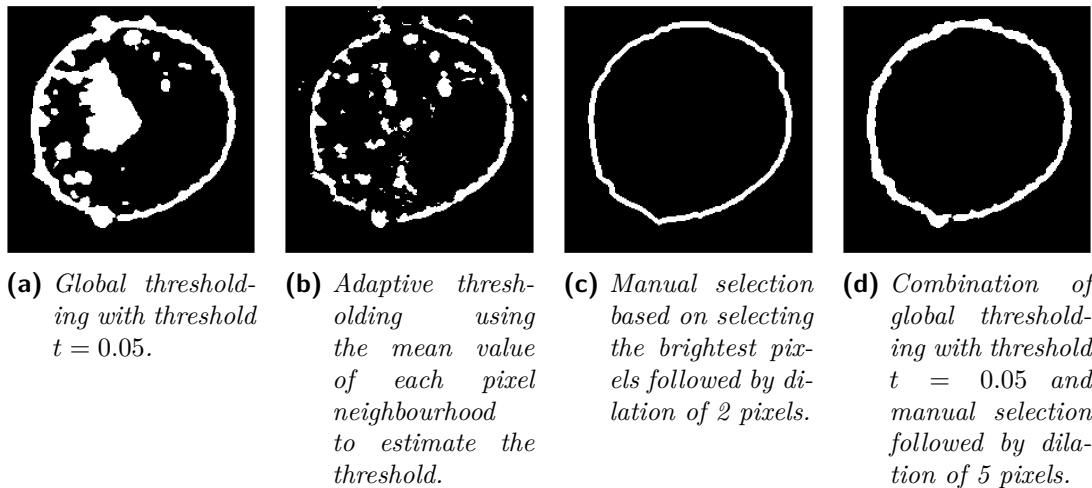 (a) Global threshold-
ing with threshold
t = 0.05.
(b) Adaptive thresh-
olding using
the mean value
of each pixel
neighbourhood
to estimate the
threshold.
(c) Manual selection
based on selecting
the brightest pix-
els followed by di-
lation of 2 pixels.
(d) Combination of
global threshold-
ing with threshold
t = 0.05 and
manual selection
followed by dila-
tion of 5 pixels.